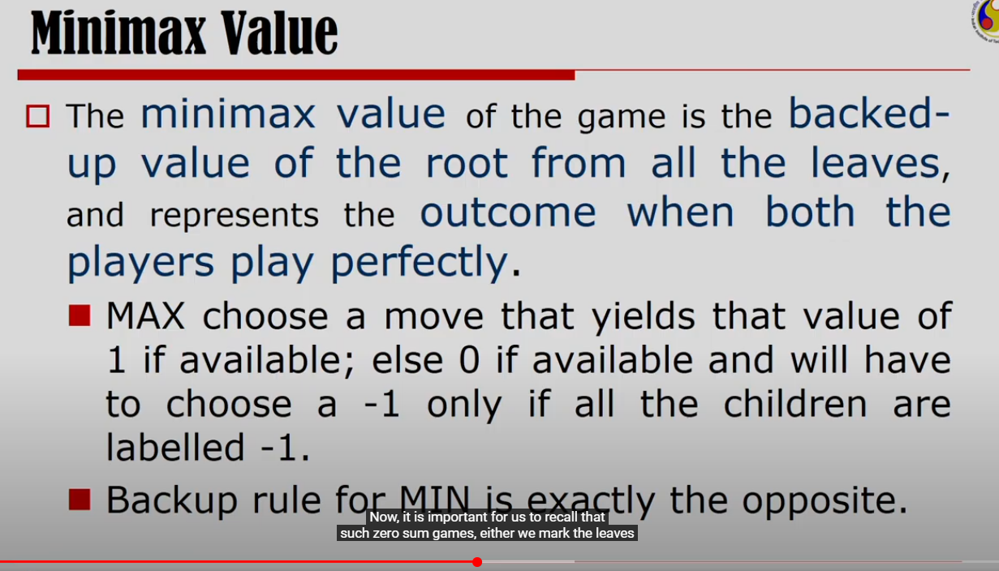 Minimax Value
The minimax value of the game is the backed-
up value of the root from all the leaves,
and represents the outcome when both the
players play perfectly.
MAX choose a move that yields that value of
1 if available; else 0 if available and will have
to choose a -1 only if all the children are
labelled -1.
Backup rule for MIN is exactly the opposite.
Now, it is important for us to recall that
such zero sum games, either we mark the leaves